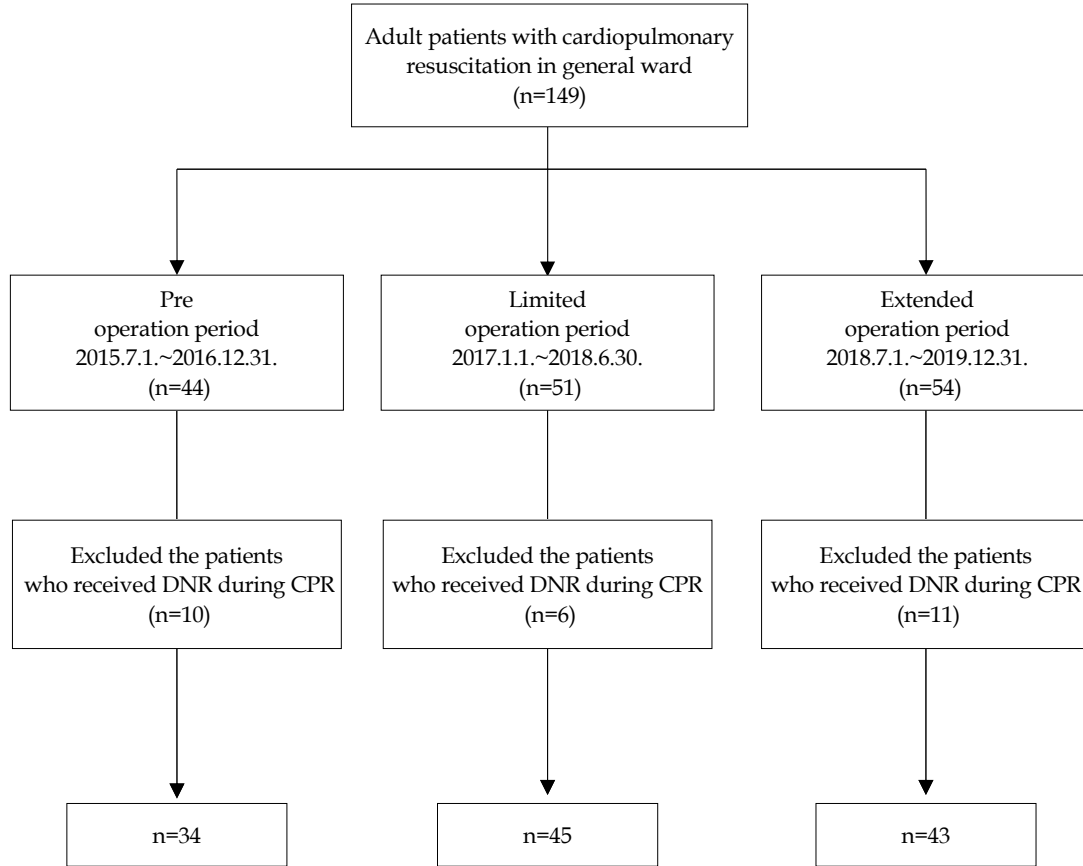 Adult patients with cardiopulmonary
resuscitation in general ward
(n=149)
Pre
operation period
2015.7.1.~2016.12.31.
(n=44)
Limited
operation period
2017.1.1.~2018.6.30.
(n=51)
Extended
operation period
2018.7.1.~2019.12.31.
(n=54)
Excluded the patients
who received DNR during CPR
(n=10)
Excluded the patients
who received DNR during CPR
(n=6)
Excluded the patients
who received DNR during CPR
(n=11)
n=34
n=45
n=43